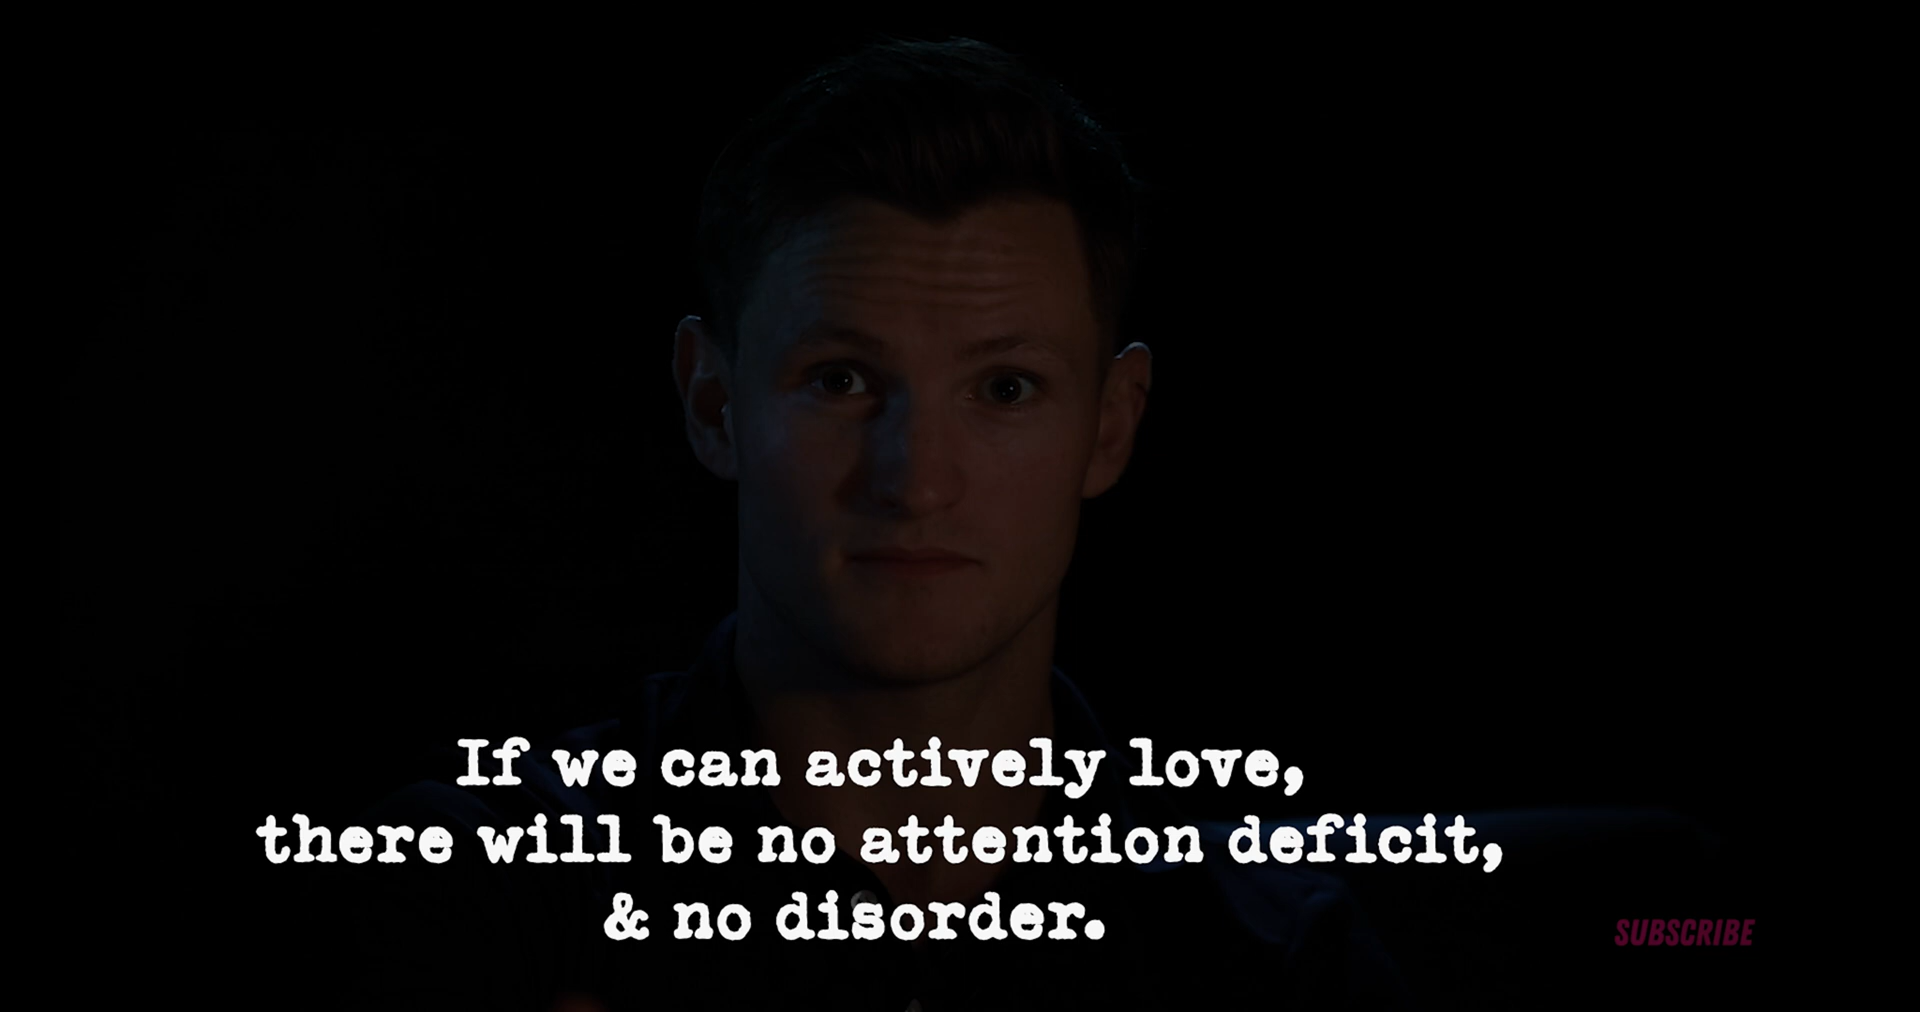 If we can actively love,
there will be no attention deficit,
& no disorder.
SUBSCRIBE